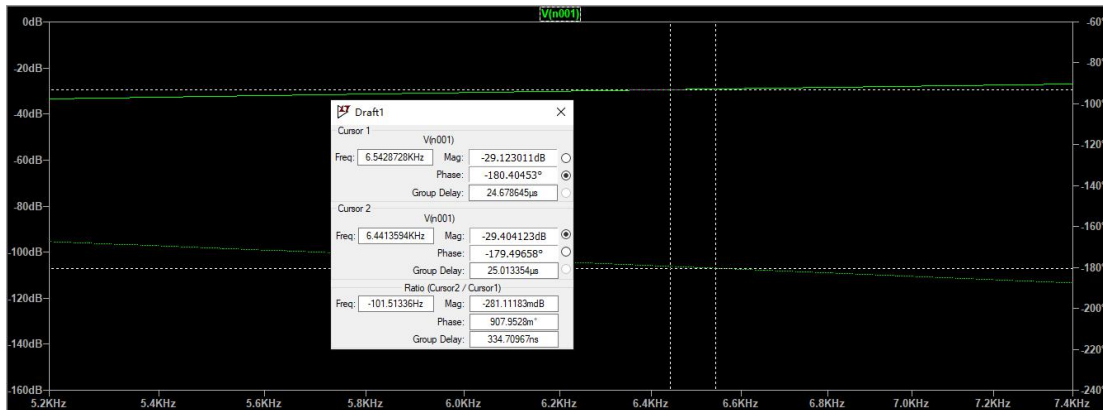 V(n001)
0dB
-20dB
-40dB
-60dB
-80dB
-100dB
-120dB
-140dB
-160dB
-60°
-80°
-100°
-120°
-140°
-160°
-180°
-200°
-220°
-240°
5.2KHz 5.4KHz 5.6KHz 5.8KHz 6.0KHz 6.2KHz 6.4KHz 6.6KHz 6.8KHz 7.0KHz 7.2KHz 7.4KHz
Draft1
Cursor 1
V(n001)
Freq: 6.5428728KHz Mag: -29.123011dB
Phase: -180.40453°
Group Delay: 24.678645µs
Cursor 2
V(n001)
Freq: 6.4413594KHz Mag: -29.404123dB
Phase: -179.49658°
Group Delay: 25.013354µs
Ratio (Cursor2 / Cursor1)
Freq: -101.51336Hz Mag: -281.11183mdB
Phase: 907.9528m°
Group Delay: 334.70967ns